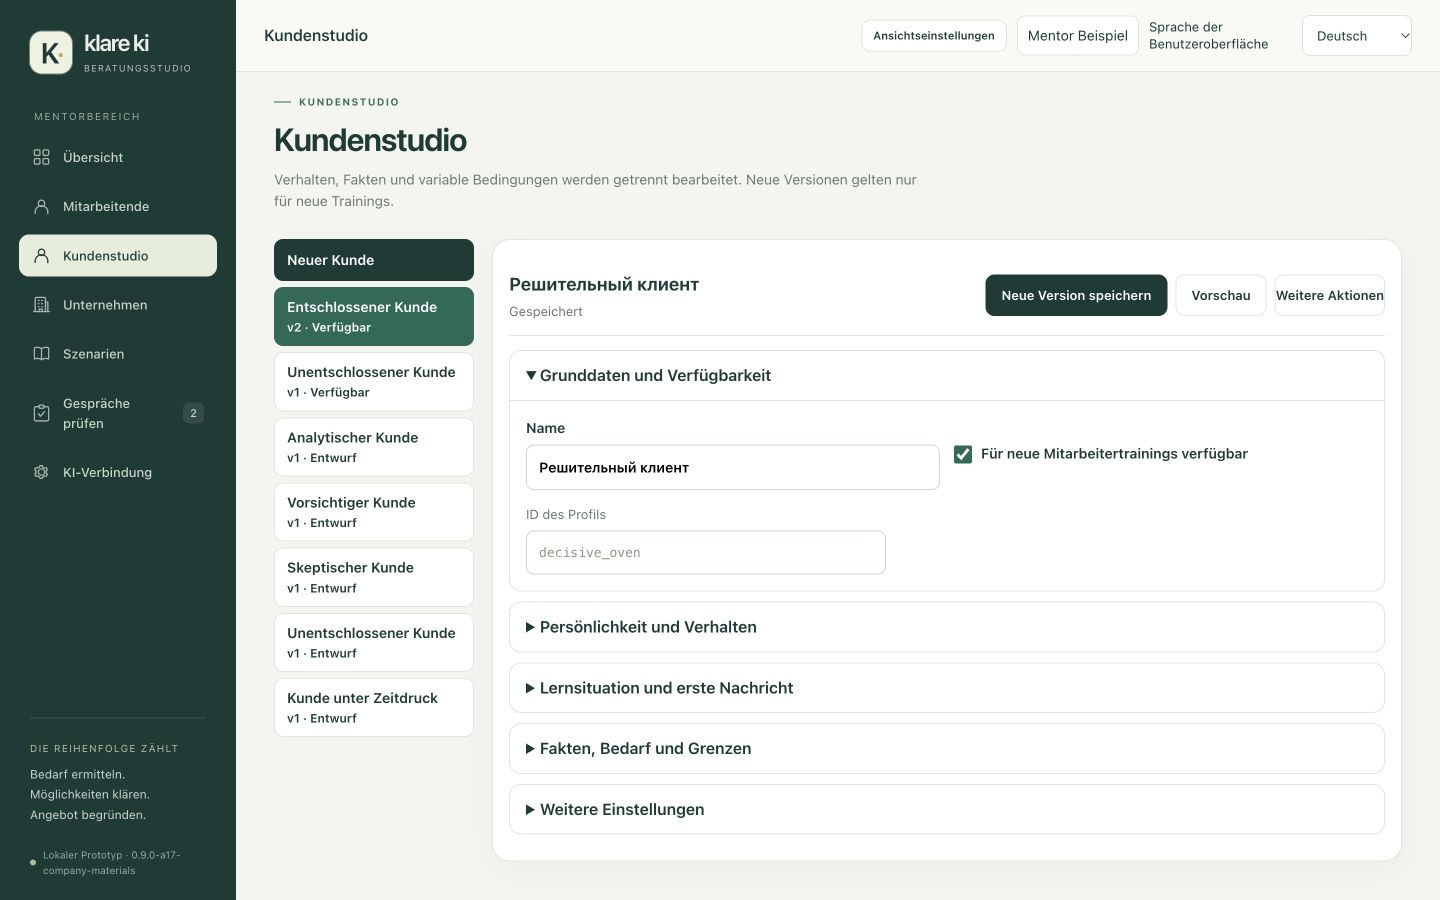 K
klare ki
BERATUNGSSTUDIO
MENTORBEREICH
Übersicht
Mitarbeitende
Kundenstudio
Unternehmen
Szenarien
Gespräche
prüfen
2
KI-Verbindung
DIE REIHENFOLGE ZÄHLT
Bedarf ermitteln.
Möglichkeiten klären.
Angebot begründen.
Lokaler Prototyp · 0.9.0-a17-
company-materials
Kundenstudio
Ansichtseinstellungen
Mentor Beispiel
Sprache der
Benutzeroberfläche
Deutsch
KUNDENSTUDIO
Kundenstudio
Verhalten, Fakten und variable Bedingungen werden getrennt bearbeitet. Neue Versionen gelten nur
für neue Trainings.
Neuer Kunde
Entschlossener Kunde
v2 · Verfügbar
Unentschlossener Kunde
v1 · Verfügbar
Analytischer Kunde
v1 · Entwurf
Vorsichtiger Kunde
v1 · Entwurf
Skeptischer Kunde
v1 · Entwurf
Unentschlossener Kunde
v1 · Entwurf
Kunde unter Zeitdruck
v1 · Entwurf
Решительный клиент
Gespeichert
Neue Version speichern
Vorschau
Weitere Aktionen
Grunddaten und Verfügbarkeit
Name
Решительный клиент
Für neue Mitarbeitertrainings verfügbar
ID des Profils
decisive_oven
Persönlichkeit und Verhalten
Lernsituation und erste Nachricht
Fakten, Bedarf und Grenzen
Weitere Einstellungen